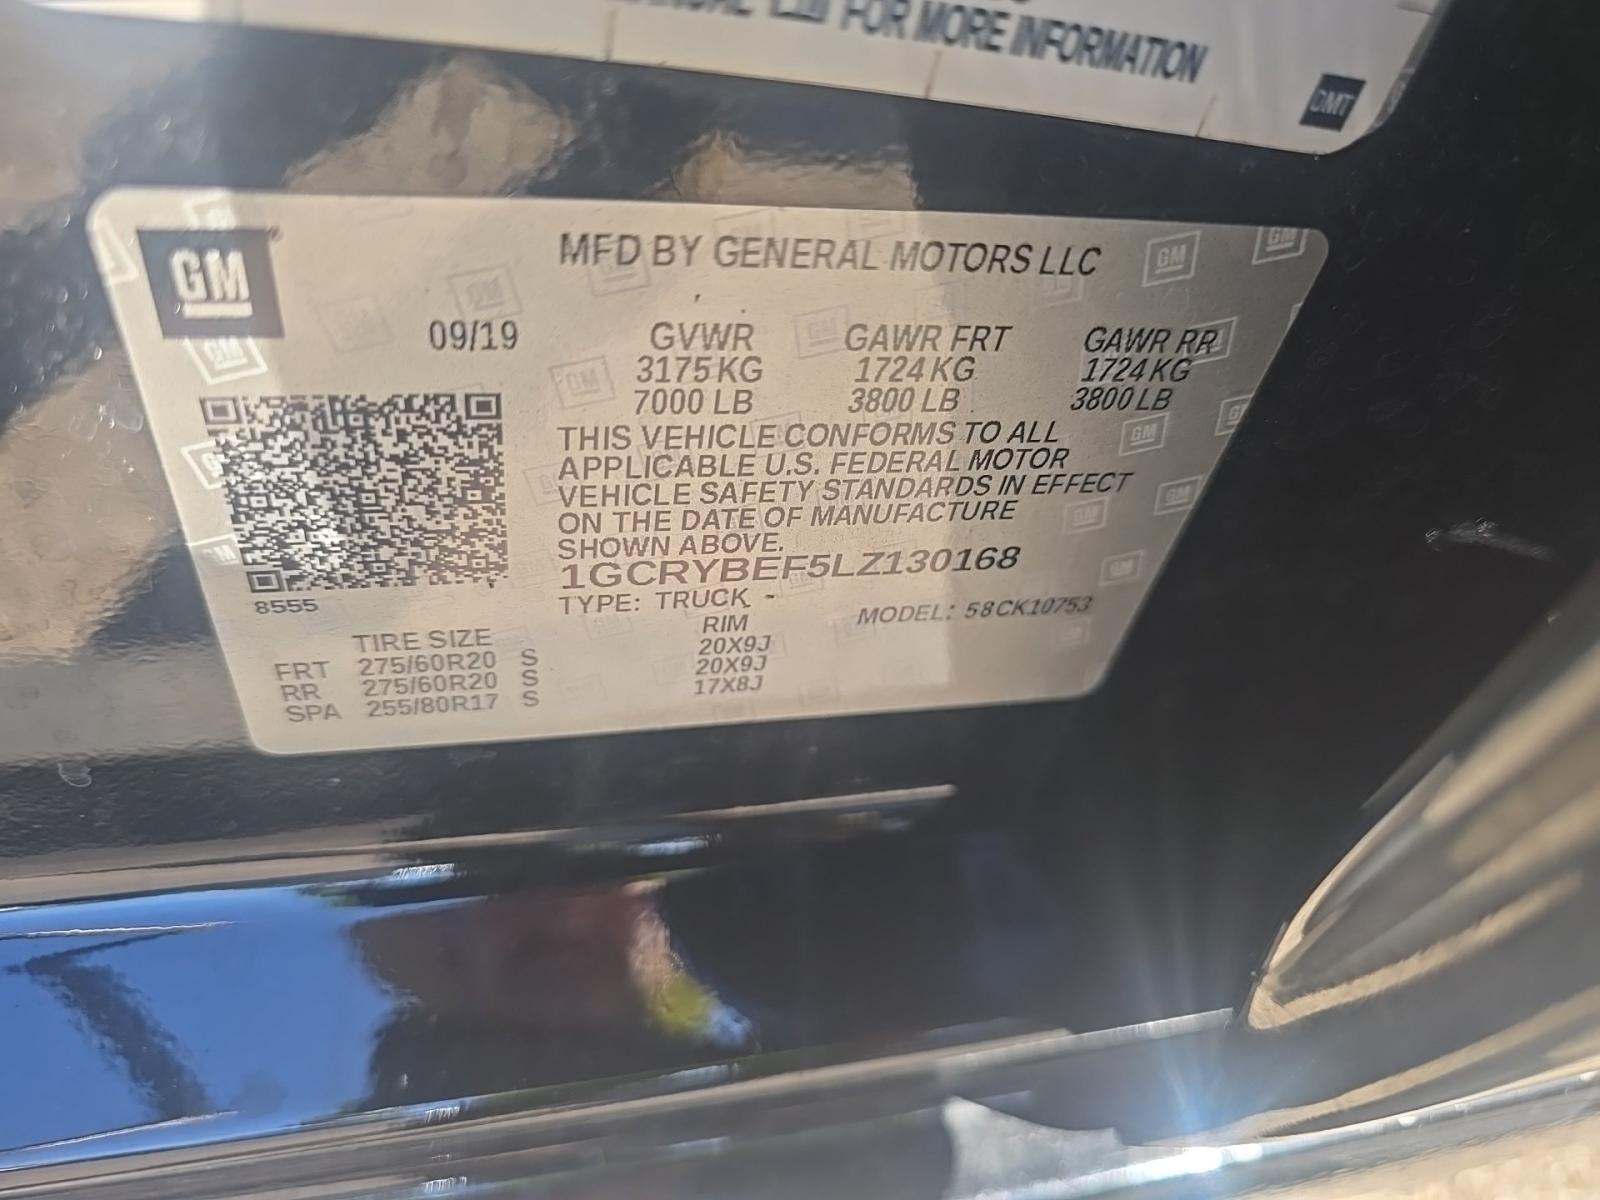 FOR MORE INFORMATION
GMT
GM
MFD BY GENERAL MOTORS LLC
09/19 GVWR GAWR FRT GAWR RR
3175 KG 1724 KG 1724 KG
7000 LB 3800 LB 3800 LB
THIS VEHICLE CONFORMS TO ALL
APPLICABLE U.S. FEDERAL MOTOR
VEHICLE SAFETY STANDARDS IN EFFECT
ON THE DATE OF MANUFACTURE
SHOWN ABOVE.
1GCRYBEF5LZ130168
8555
TYPE: TRUCK MODEL: 58CK10753
TIRE SIZE RIM
FRT 275/60R20 S 20X9J
RR 275/60R20 S 20X9J
SPA 255/80R17 S 17X8J